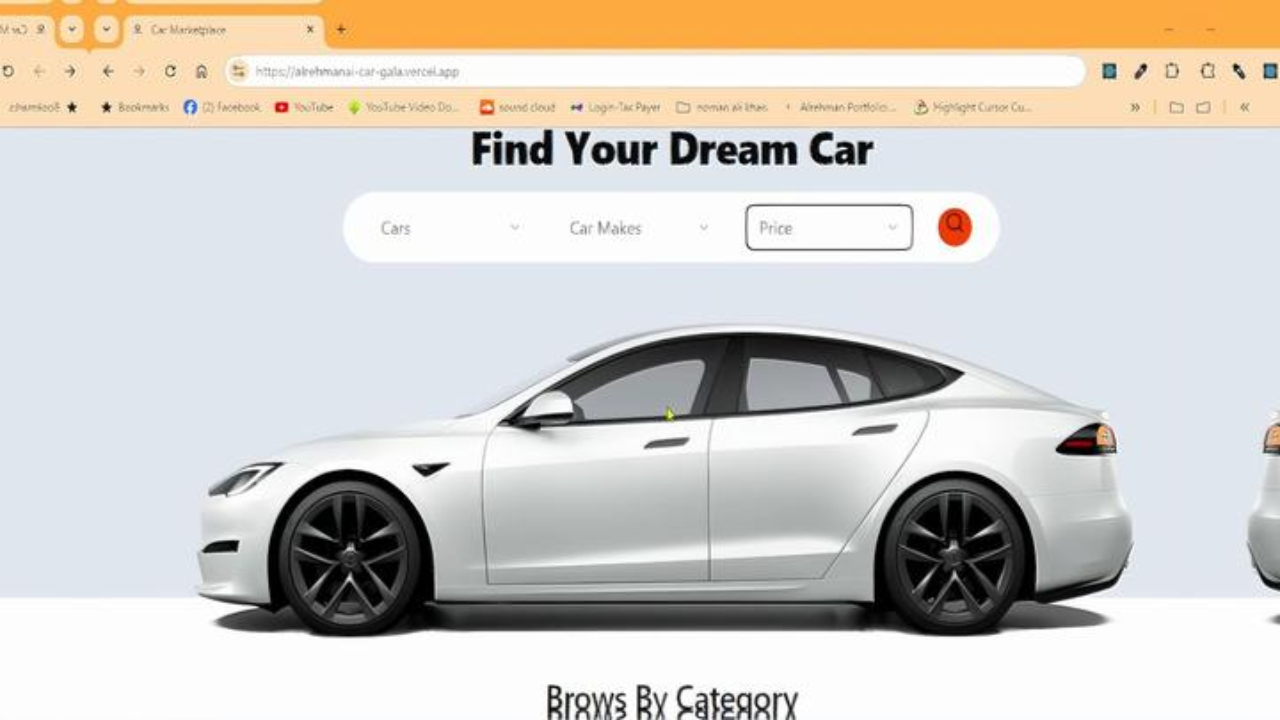 Car Marketplace
https://alrehmanai-car-gala.vercel.app
Bookmarks (2) Facebook YouTube YouTube Video Do... sound cloud Login-Tax Payer noman ali khan Alrehman Portfolio... Highlight Cursor Cu...
Find Your Dream Car
Cars Car Makes Price
Brows By Category